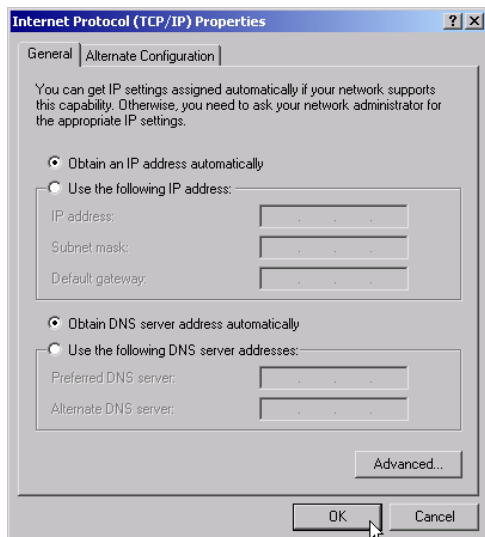 Internet Protocol (TCP/IP) Properties
General
Alternate Configuration
You can get IP settings assigned automatically if your network supports
this capability. Otherwise, you need to ask your network administrator for
the appropriate IP settings.
Obtain an IP address automatically
Use the following IP address:
IP address:
Subnet mask:
Default gateway:
Obtain DNS server address automatically
Use the following DNS server addresses:
Preferred DNS server:
Alternate DNS server:
Advanced...
OK
Cancel